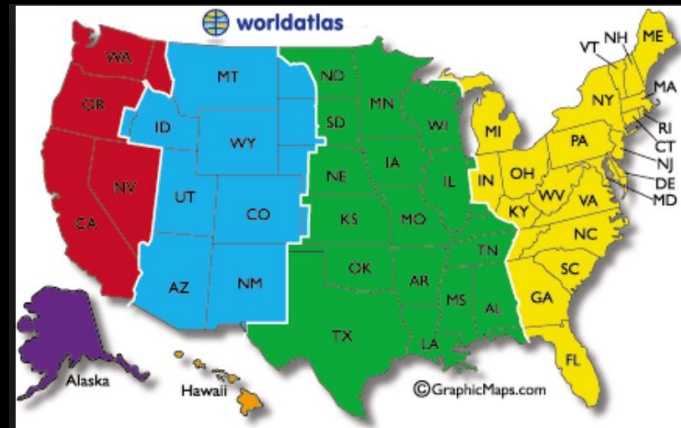 worldatlas
WA
MT
ND
MN
VT
NH
ME
OR
ID
WY
SD
WI
MI
NY
MA
RI
CT
NJ
DE
MD
PA
NV
UT
CO
NE
IA
IL
IN
OH
WV
VA
KY
CA
KS
MO
NC
TN
SC
AZ
NM
OK
AR
MS
AL
GA
TX
LA
FL
Alaska
Hawaii
©GraphicMaps.com